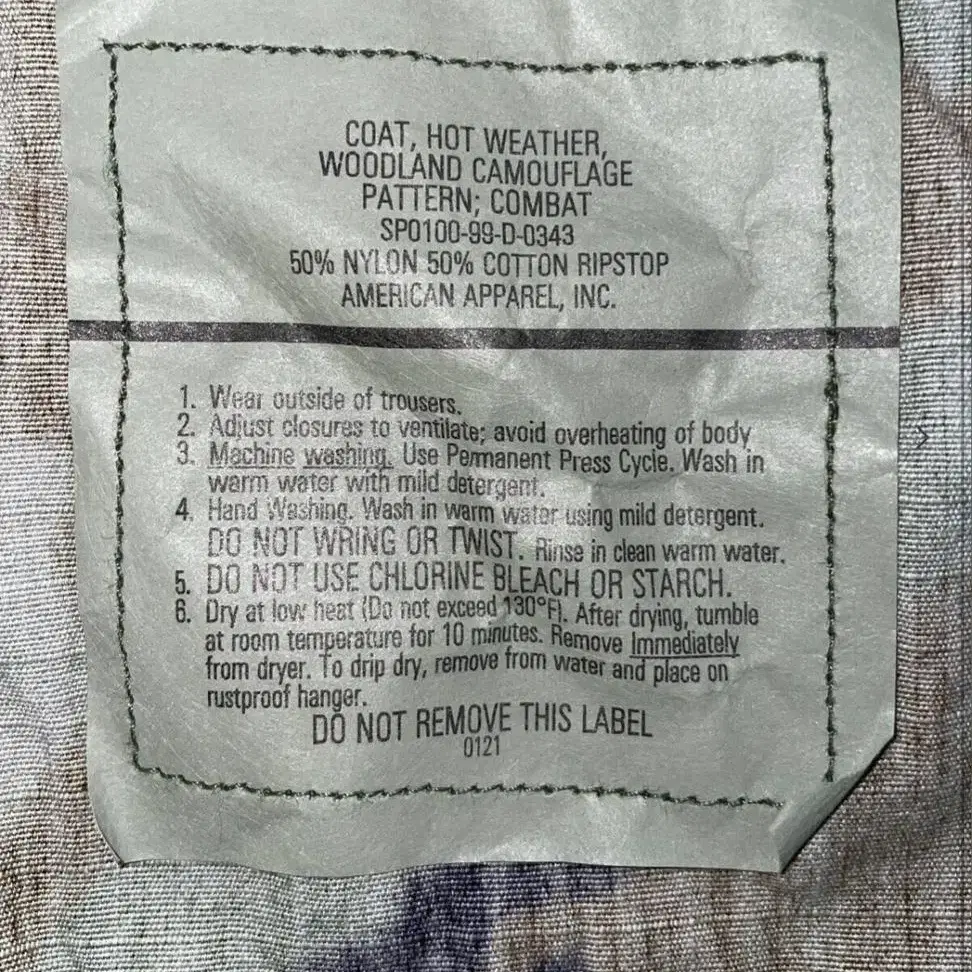 COAT, HOT WEATHER,
WOODLAND CAMOUFLAGE
PATTERN; COMBAT
SP0100-99-D-0343
50% NYLON 50% COTTON RIPSTOP
AMERICAN APPAREL, INC.
1. Wear outside of trousers.
2. Adjust closures to ventilate; avoid overheating of body
3. Machine washing. Use Permanent Press Cycle. Wash in
warm water with mild detergent.
4. Hand Washing. Wash in warm water using mild detergent.
DO NOT WRING OR TWIST. Rinse in clean warm water.
5. DO NOT USE CHLORINE BLEACH OR STARCH.
6. Dry at low heat (Do not exceed 130°F). After drying, tumble
at room temperature for 10 minutes. Remove Immediately
from dryer. To drip dry, remove from water and place on
rustproof hanger.
DO NOT REMOVE THIS LABEL
0121